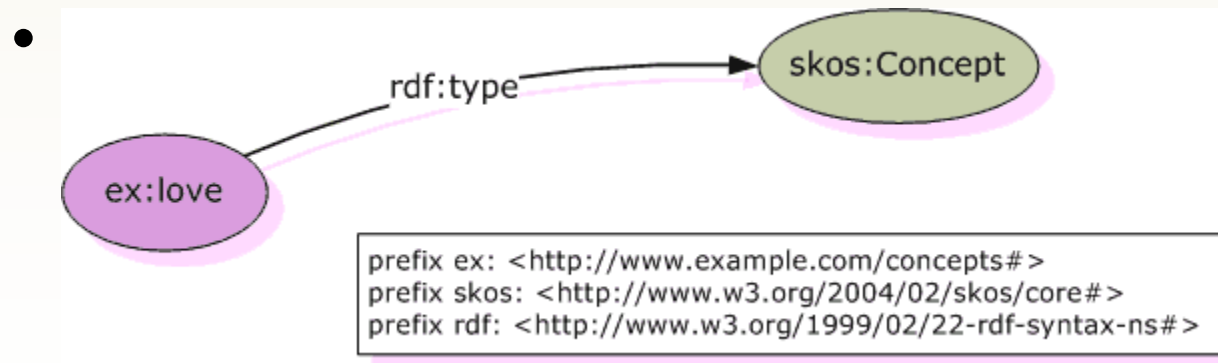 skos:Concept
rdf:type
ex:love
prefix ex: <http://www.example.com/concepts#>
prefix skos: <http://www.w3.org/2004/02/skos/core#>
prefix rdf: <http://www.w3.org/1999/02/22-rdf-syntax-ns#>